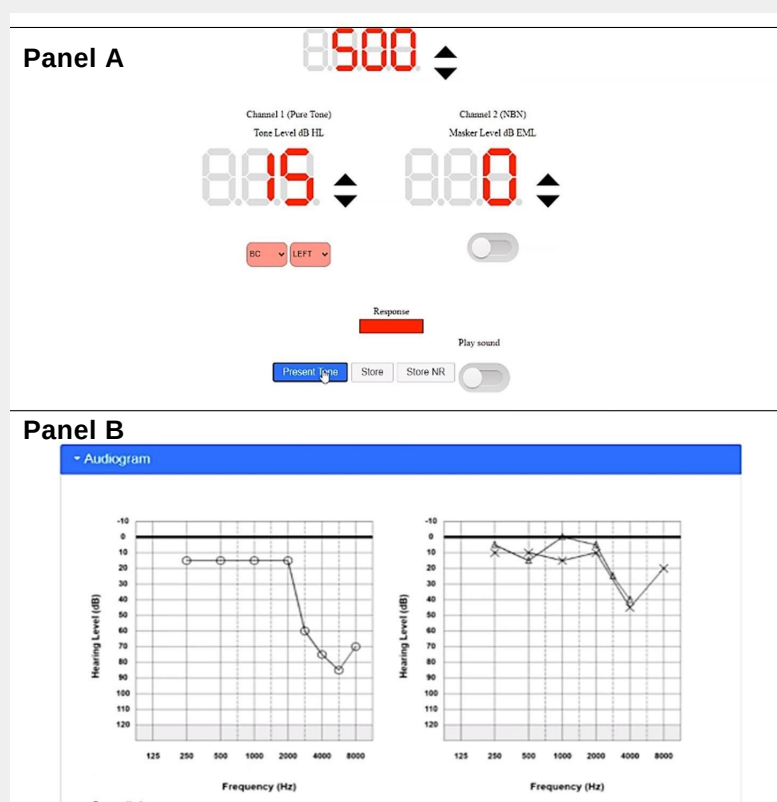 Panel A
500
Channel 1 (Pure Tone)
Channel 2 (NBN)
Tone Level dB HL
Masker Level dB EML
15
0
BC
LEFT
Response
Play sound
Present Tone
Store
Store NR
Panel B
Audiogram
-10
0
10
20
30
40
50
60
70
80
90
100
110
120
Hearing Level (dB)
125 250 500 1000 2000 4000 8000
Frequency (Hz)
-10
0
10
20
30
40
50
60
70
80
90
100
110
120
Hearing Level (dB)
125 250 500 1000 2000 4000 8000
Frequency (Hz)